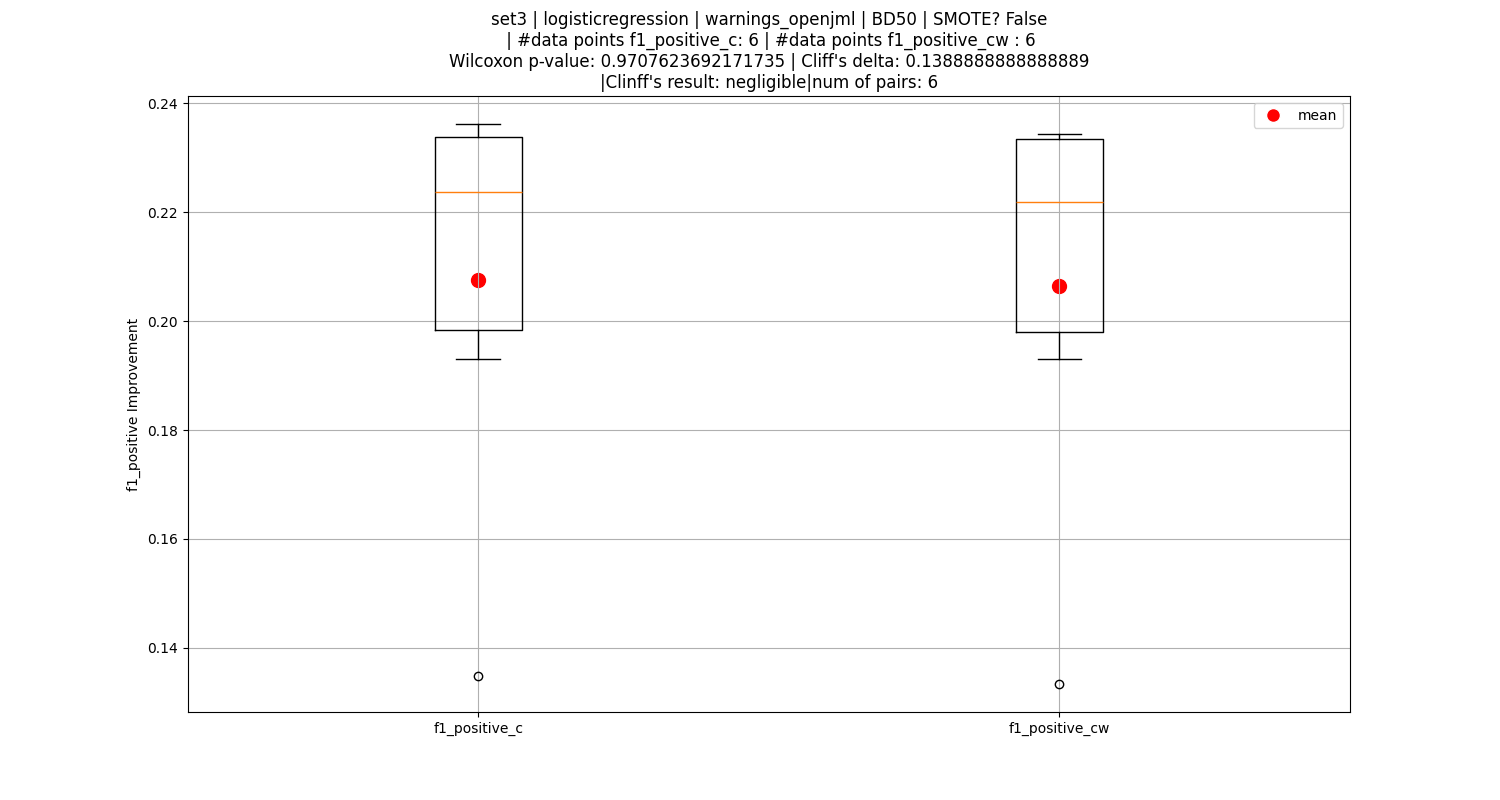 set3 | logisticregression | warnings_openjml | BD50 | SMOTE? False
| #data points f1_positive_c: 6 | #data points f1_positive_cw : 6
Wilcoxon p-value: 0.9707623692171735 | Cliff's delta: 0.1388888888888889
|Clinff's result: negligible|num of pairs: 6
mean
f1_positive Improvement
0.24
0.22
0.20
0.18
0.16
0.14
f1_positive_c
f1_positive_cw